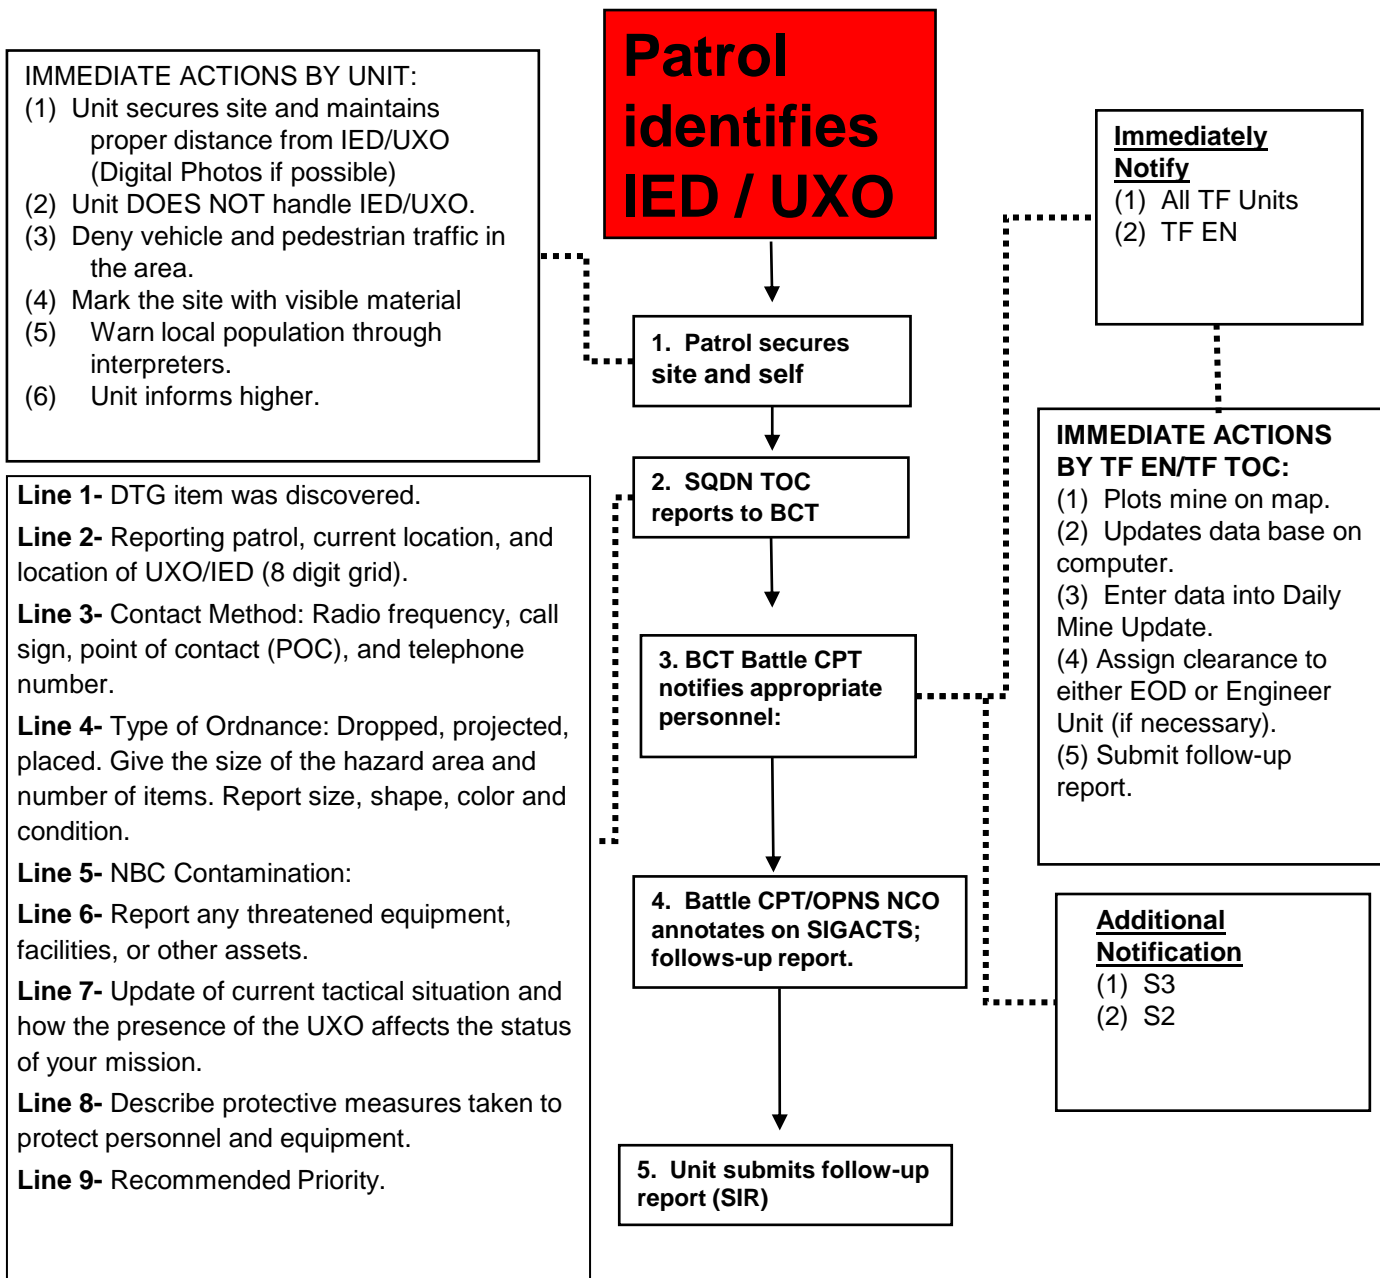 Patrol
identifies
IED / UXO
IMMEDIATE ACTIONS BY UNIT:
(1) Unit secures site and maintains
proper distance from IED/UXO
(Digital Photos if possible)
(2) Unit DOES NOT handle IED/UXO.
(3) Deny vehicle and pedestrian traffic in
the area.
(4) Mark the site with visible material
(5) Warn local population through
interpreters.
(6) Unit informs higher.
Immediately
Notify
(1) All TF Units
(2) TF EN
1. Patrol secures
site and self
IMMEDIATE ACTIONS
BY TF EN/TF TOC:
(1) Plots mine on map.
(2) Updates data base on
computer.
(3) Enter data into Daily
Mine Update.
(4) Assign clearance to
either EOD or Engineer
Unit (if necessary).
(5) Submit follow-up
report.
2. SQDN TOC
reports to BCT
Line 1- DTG item was discovered.
Line 2- Reporting patrol, current location, and
location of UXO/IED (8 digit grid).
Line 3- Contact Method: Radio frequency, call
sign, point of contact (POC), and telephone
number.
Line 4- Type of Ordnance: Dropped, projected,
placed. Give the size of the hazard area and
number of items. Report size, shape, color and
condition.
Line 5- NBC Contamination:
Line 6- Report any threatened equipment,
facilities, or other assets.
Line 7- Update of current tactical situation and
how the presence of the UXO affects the status
of your mission.
Line 8- Describe protective measures taken to
protect personnel and equipment.
Line 9- Recommended Priority.
3. BCT Battle CPT
notifies appropriate
personnel:
4. Battle CPT/OPNS NCO
annotates on SIGACTS;
follows-up report.
Additional
Notification
(1) S3
(2) S2
5. Unit submits follow-up
report (SIR)